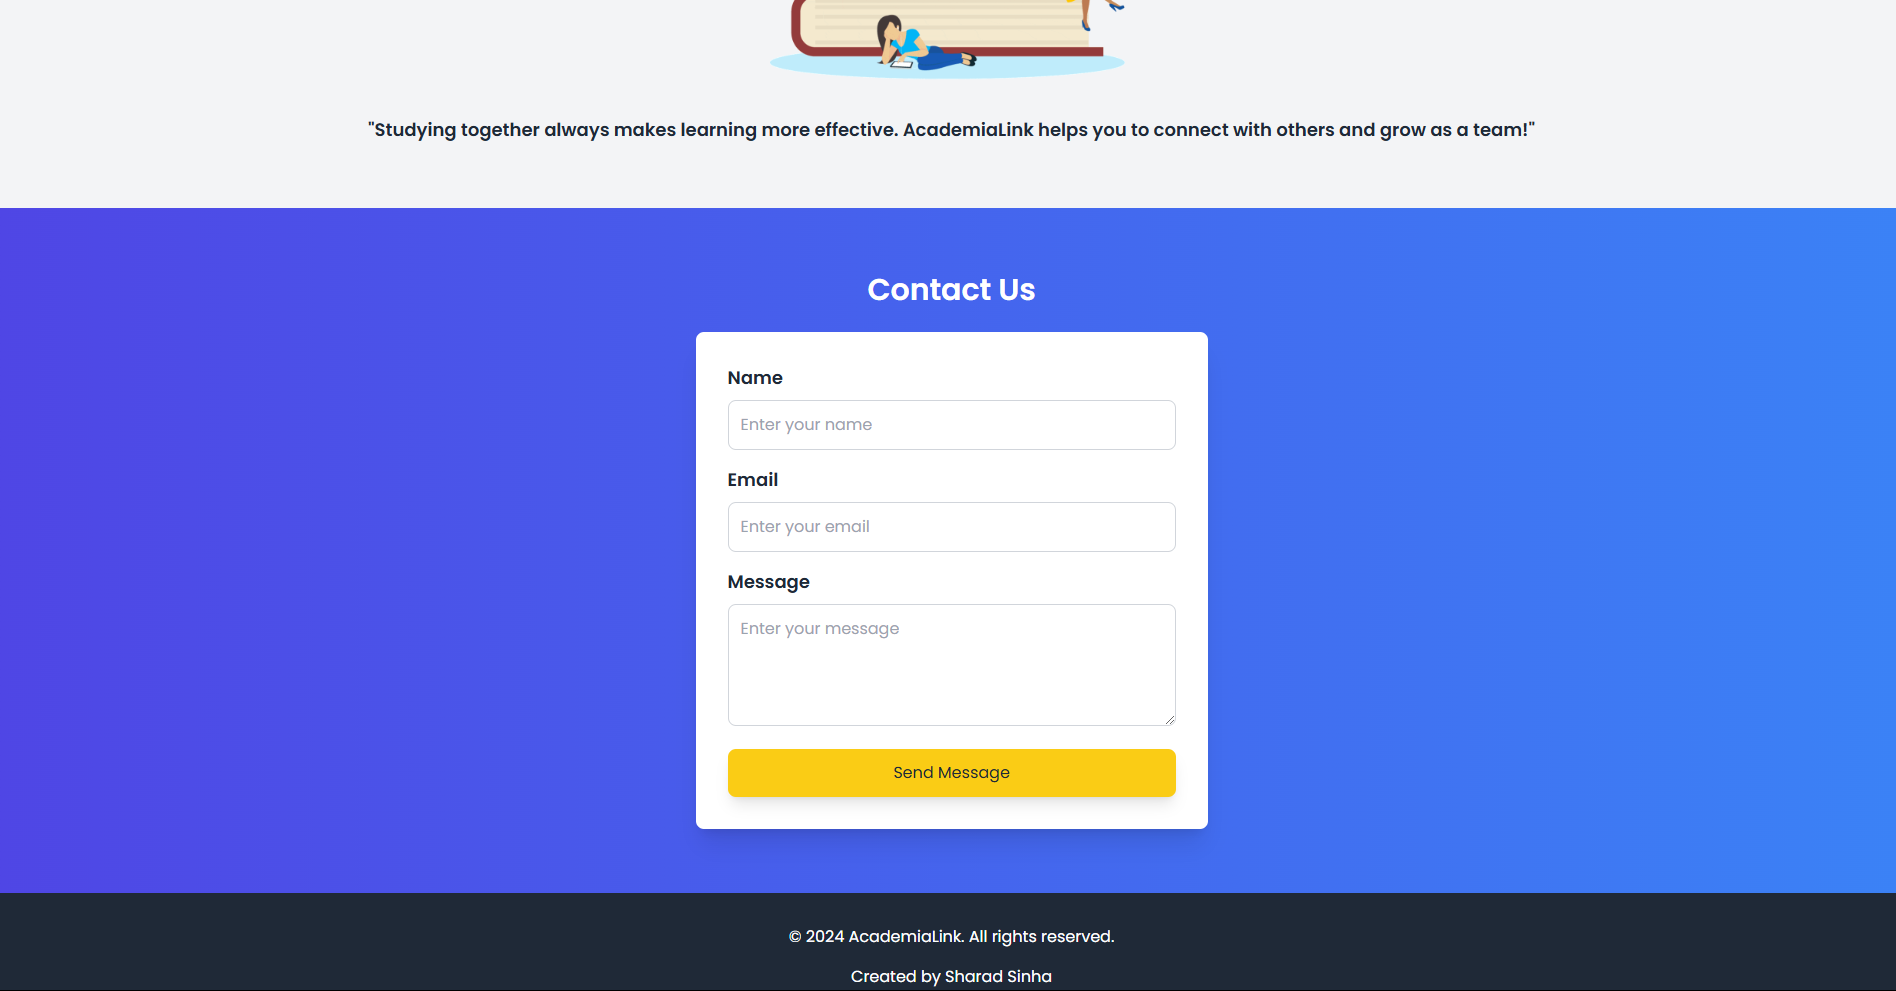 "Studying together always makes learning more effective. AcademiaLink helps you to connect with others and grow as a team!"
Contact Us
Name
Enter your name
Email
Enter your email
Message
Enter your message
Send Message
© 2024 AcademiaLink. All rights reserved.
Created by Sharad Sinha